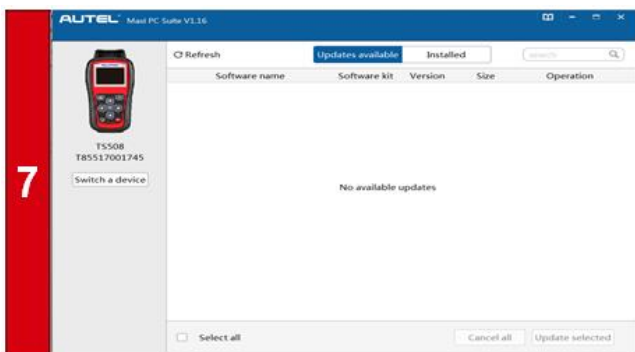 7
AUTEL Maxi PC Suite V1.16
Refresh Updates available Installed search
Software name Software kit Version Size Operation
TS508
T85517001745
Switch a device
No available updates
Select all Cancel all Update selected